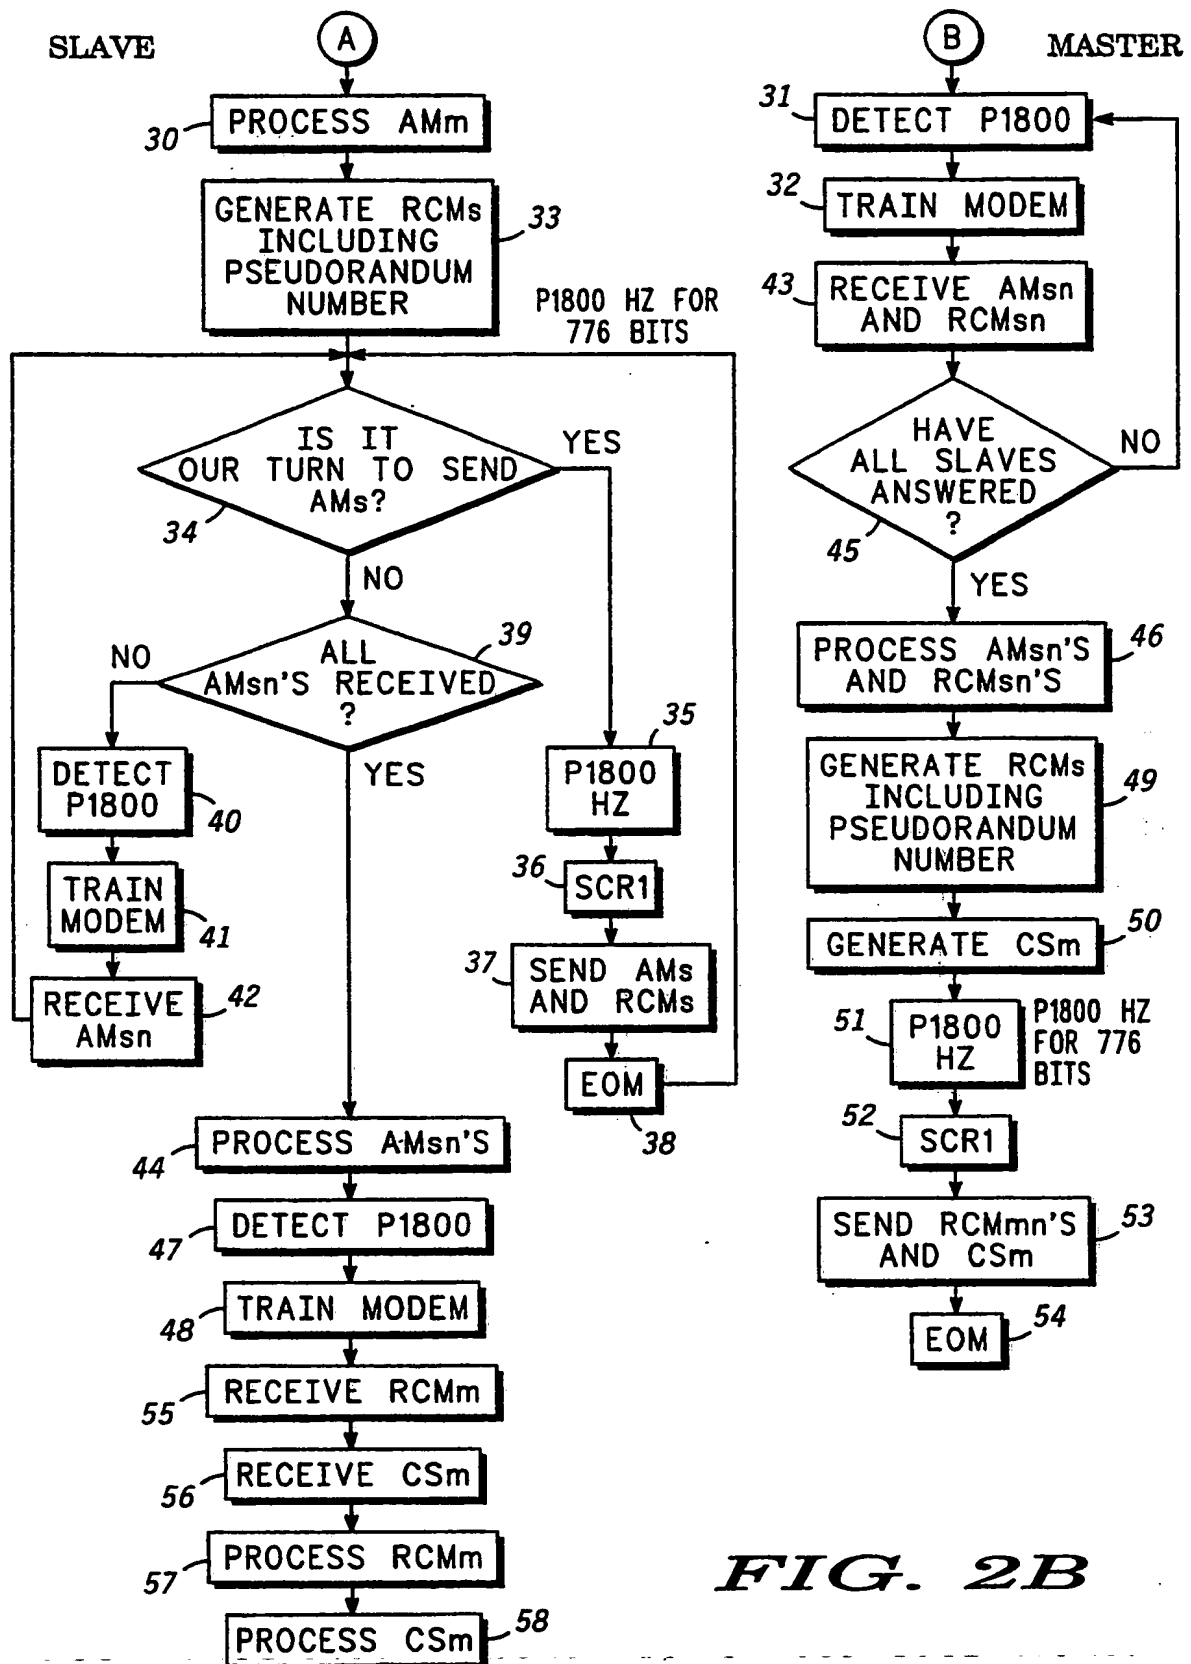 SLAVE
A
30
PROCESS AMm
GENERATE RCMs
INCLUDING
PSEUDORANDUM
NUMBER
33
P1800 HZ FOR
776 BITS
IS IT
OUR TURN TO SEND
AMs?
34
YES
NO
ALL
AMsn'S RECEIVED
?
39
NO
YES
DETECT
P1800
40
TRAIN
MODEM
41
RECEIVE
AMsn
42
35
P1800
HZ
36
SCR1
37
SEND AMs
AND RCMs
EOM
38
PROCESS AMsn'S
44
DETECT P1800
47
TRAIN MODEM
48
RECEIVE RCMm
55
RECEIVE CSm
56
PROCESS RCMm
57
PROCESS CSm
58
B
MASTER
31
DETECT P1800
32
TRAIN MODEM
43
RECEIVE AMsn
AND RCMsn
HAVE
ALL SLAVES
ANSWERED
?
45
NO
YES
PROCESS AMsn'S
AND RCMsn'S
46
GENERATE RCMs
INCLUDING
PSEUDORANDUM
NUMBER
49
GENERATE CSm
50
51
P1800
HZ
P1800 HZ
FOR 776
BITS
52
SCR1
SEND RCMmn'S
AND CSm
53
EOM
54
FIG. 2B